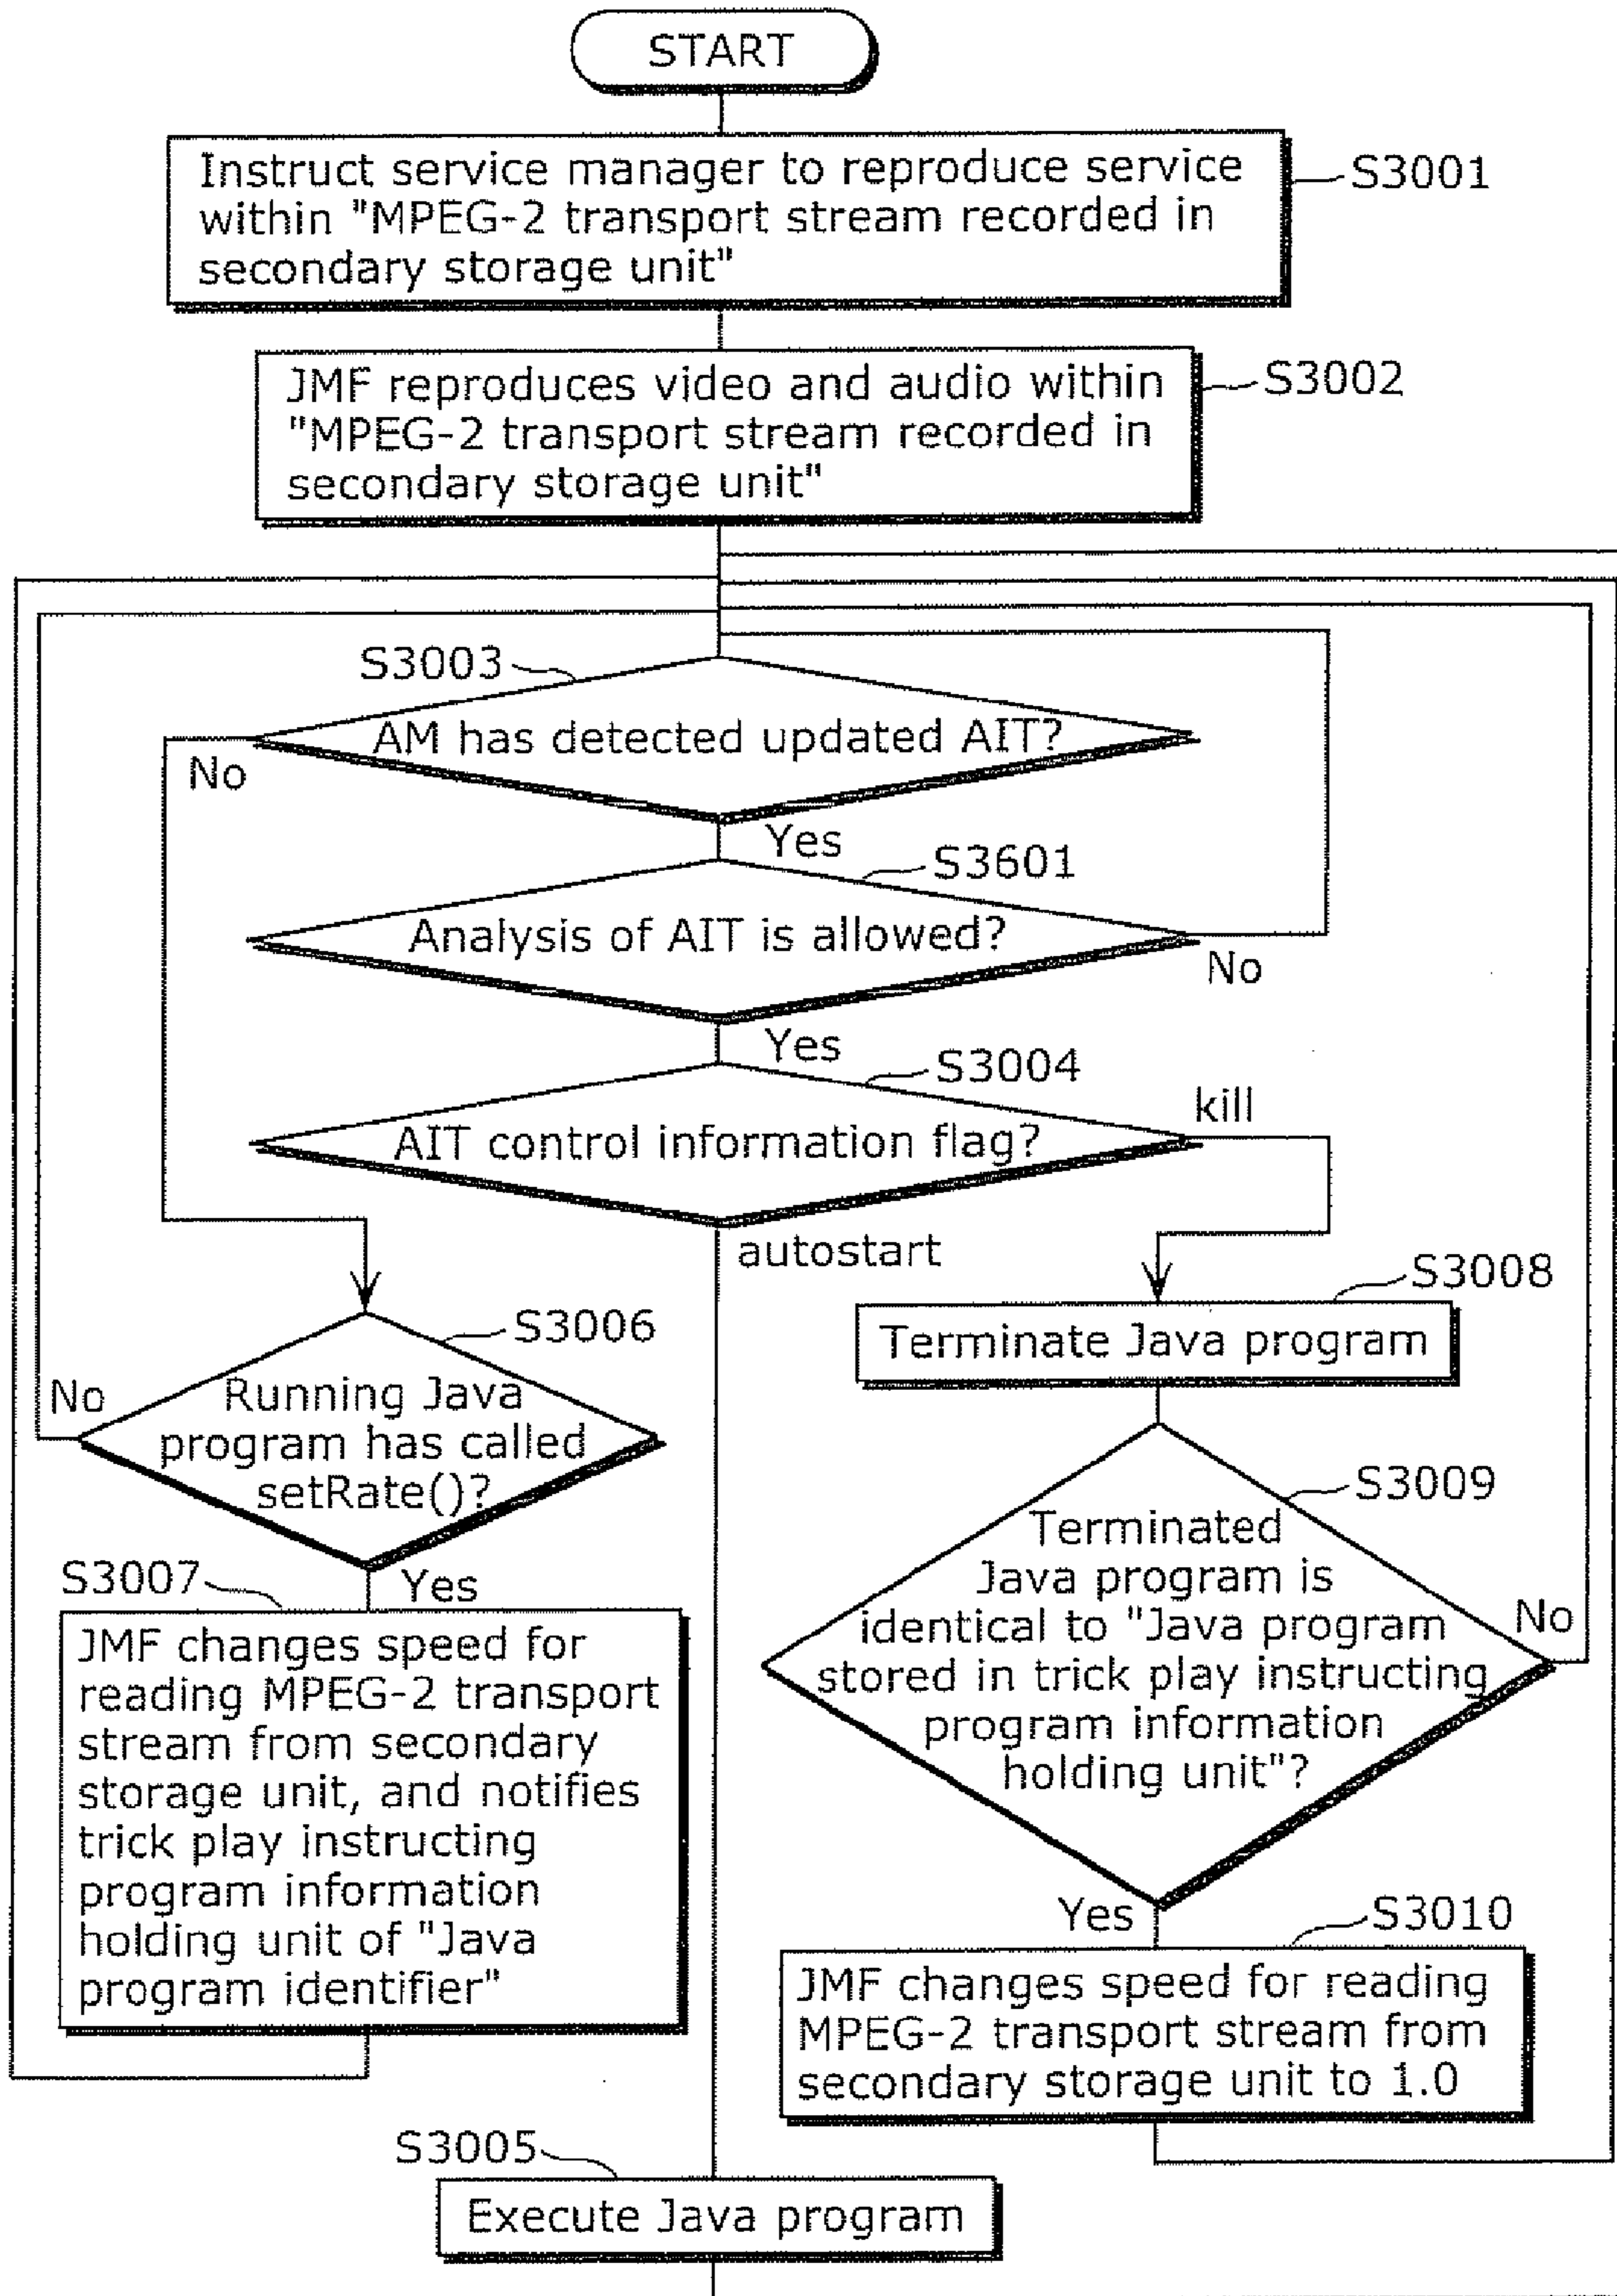 START
Instruct service manager to reproduce service
within "MPEG-2 transport stream recorded in
secondary storage unit"
S3001
JMF reproduces video and audio within
"MPEG-2 transport stream recorded in
secondary storage unit"
S3002
S3003
AM has detected updated AIT?
No
Yes
S3601
Analysis of AIT is allowed?
No
Yes
S3004
kill
AIT control information flag?
autostart
S3008
Terminate Java program
S3006
No
Running Java
program has called
setRate()?
Yes
S3007
JMF changes speed for
reading MPEG-2 transport
stream from secondary
storage unit, and notifies
trick play instructing
program information
holding unit of "Java
program identifier"
S3009
Terminated
Java program is
identical to "Java program
stored in trick play instructing
program information
holding unit"?
No
Yes
S3010
JMF changes speed for reading
MPEG-2 transport stream from
secondary storage unit to 1.0
S3005
Execute Java program